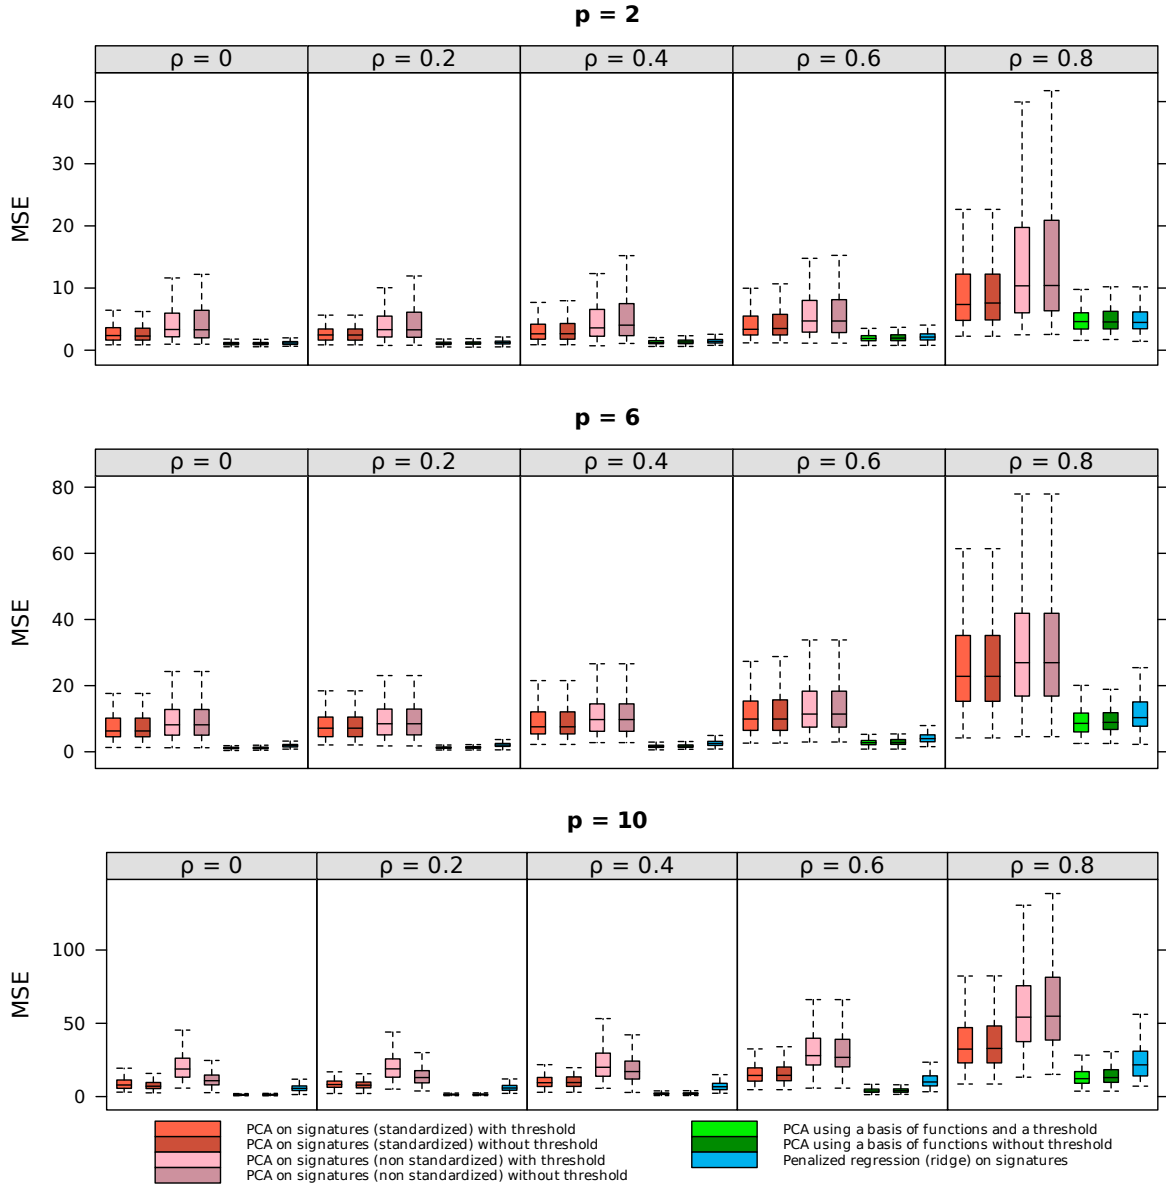 p = 2
ρ = 0 ρ = 0.2 ρ = 0.4 ρ = 0.6 ρ = 0.8
40
30
20
10
0
MSE
p = 6
ρ = 0 ρ = 0.2 ρ = 0.4 ρ = 0.6 ρ = 0.8
80
60
40
20
0
MSE
p = 10
ρ = 0 ρ = 0.2 ρ = 0.4 ρ = 0.6 ρ = 0.8
100
50
0
MSE
PCA on signatures (standardized) with threshold
PCA on signatures (standardized) without threshold
PCA on signatures (non standardized) with threshold
PCA on signatures (non standardized) without threshold
PCA using a basis of functions and a threshold
PCA using a basis of functions without threshold
Penalized regression (ridge) on signatures